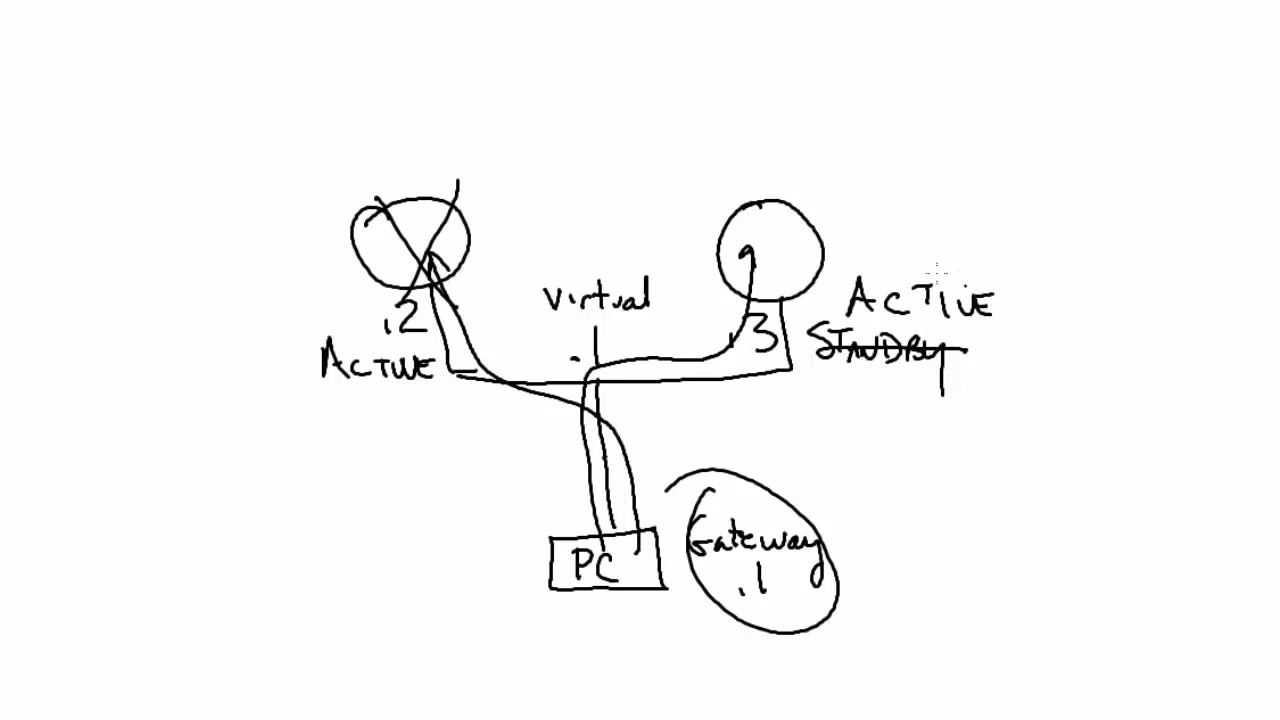 Virtual
.2
.3
ACTIVE
ACTIVE
STANDBY
PC
Gateway
.1